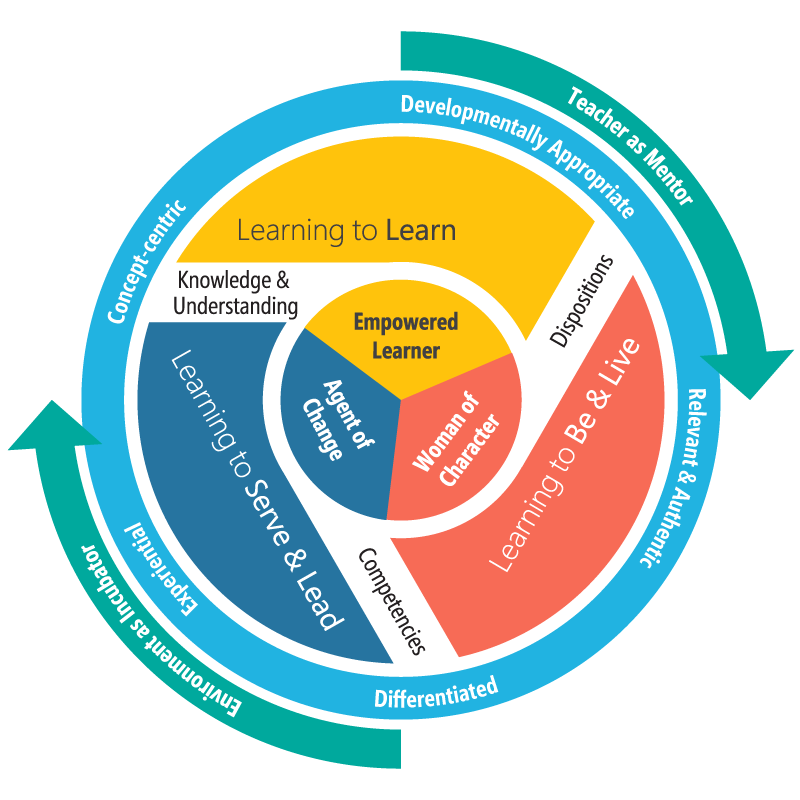 Teacher as Mentor
Developmentally Appropriate
Concept-centric
Learning to Learn
Knowledge &
Understanding
Dispositions
Empowered
Learner
Agent of
Change
Woman of
Character
Learning to Be & Live
Learning to Serve & Lead
Relevant & Authentic
Competencies
Experiential
Differentiated
Environment as Incubator